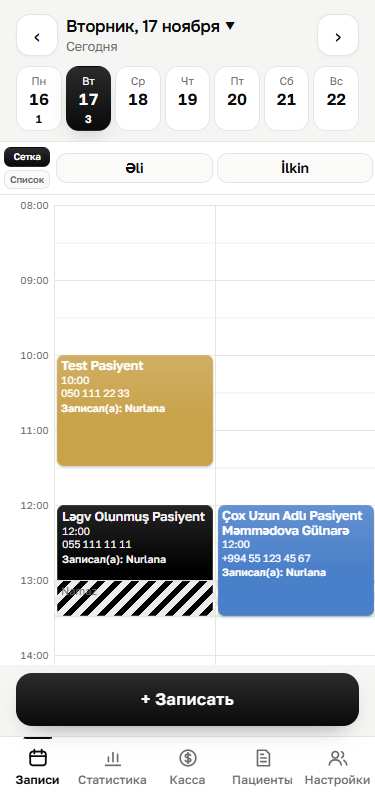 ‹
Вторник, 17 ноября ▼
Сегодня
›
Пн
16
1
Вт
17
3
Ср
18
Чт
19
Пт
20
Сб
21
Вс
22
Сетка
Список
Əli
İlkin
08:00
09:00
10:00
Test Pasiyent
10:00
050 111 22 33
Записал(а): Nurlana
11:00
12:00
Ləğv Olunmuş Pasiyent
12:00
055 111 11 11
Записал(а): Nurlana
Çox Uzun Adlı Pasiyent
Məmmədova Gülnarə
12:00
+994 55 123 45 67
Записал(а): Nurlana
13:00
14:00
+ Записать
Записи
Статистика
Касса
Пациенты
Настройки